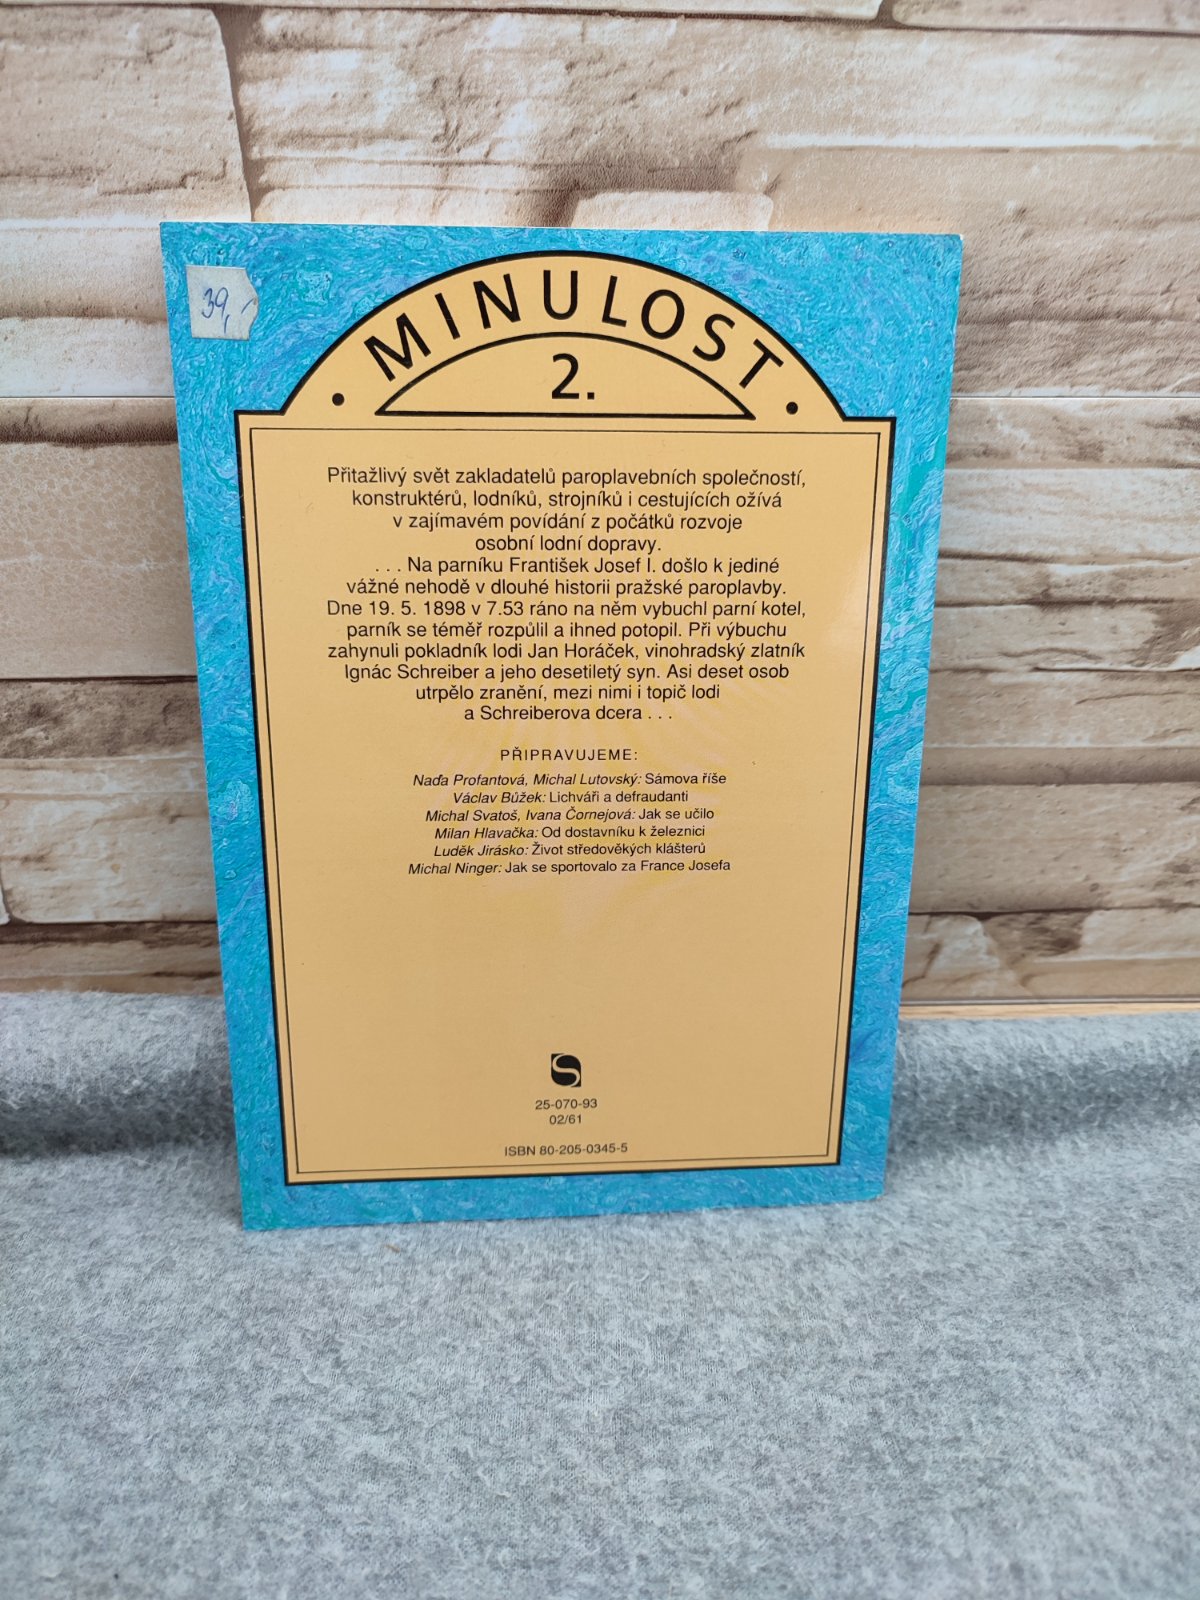 39,-
MINULOST
2.
Přitažlivý svět zakladatelů paroplavebních společností,
konstruktérů, lodníků, strojníků i cestujících ožívá
v zajímavém povídání z počátků rozvoje
osobní lodní dopravy.
. . . Na parníku František Josef I. došlo k jediné
vážné nehodě v dlouhé historii pražské paroplavby.
Dne 19. 5. 1898 v 7.53 ráno na něm vybuchl parní kotel,
parník se téměř rozpůlil a ihned potopil. Při výbuchu
zahynuli pokladník lodi Jan Horáček, vinohradský zlatník
Ignác Schreiber a jeho desetiletý syn. Asi deset osob
utrpělo zranění, mezi nimi i topič lodi
a Schreiberova dcera . . .
PŘIPRAVUJEME:
Naďa Profantová, Michal Lutovský: Sámova říše
Václav Bůžek: Lichváři a defraudanti
Michal Svatoš, Ivana Čornejová: Jak se učilo
Milan Hlavačka: Od dostavníku k železnici
Luděk Jirásko: Život středověkých klášterů
Michal Ninger: Jak se sportovalo za France Josefa
S
25-070-93
02/61
ISBN 80-205-0345-5